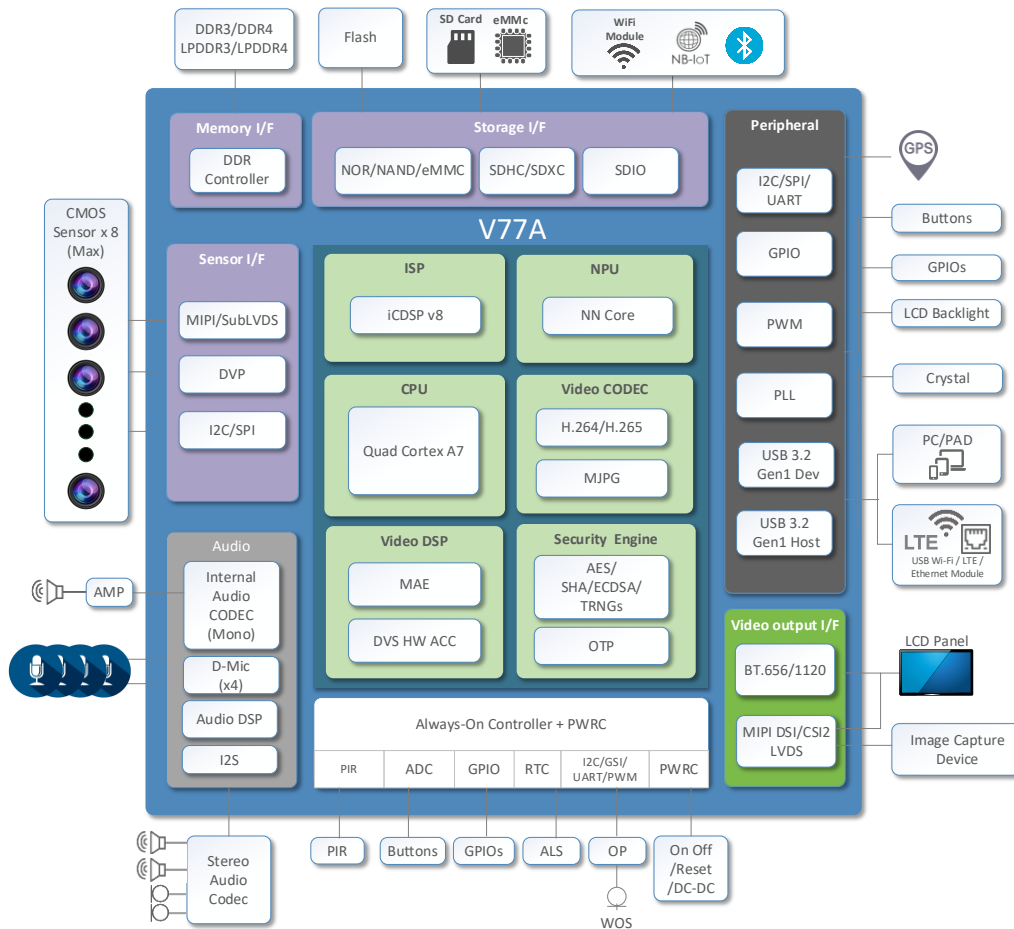 DDR3/DDR4
LPDDR3/LPDDR4
Flash
SD Card
eMMc
WiFi
Module
NB-IoT
Memory I/F
DDR
Controller
Storage I/F
NOR/NAND/eMMC
SDHC/SDXC
SDIO
Peripheral
I2C/SPI/
UART
GPIO
PWM
PLL
USB 3.2
Gen1 Dev
USB 3.2
Gen1 Host
GPS
Buttons
GPIOs
LCD Backlight
Crystal
PC/PAD
LTE
USB Wi-Fi / LTE /
Ethernet Module
CMOS
Sensor x 8
(Max)
Sensor I/F
MIPI/SubLVDS
DVP
I2C/SPI
V77A
ISP
iCDSP v8
NPU
NN Core
CPU
Quad Cortex A7
Video CODEC
H.264/H.265
MJPG
Video DSP
MAE
DVS HW ACC
Security Engine
AES/
SHA/ECDSA/
TRNGs
OTP
Audio
Internal
Audio
CODEC
(Mono)
D-Mic
(x4)
Audio DSP
I2S
AMP
Video output I/F
BT.656/1120
MIPI DSI/CSI2
LVDS
LCD Panel
Image Capture
Device
Always-On Controller + PWRC
PIR
ADC
GPIO
RTC
I2C/GSI/
UART/PWM
PWRC
Stereo
Audio
Codec
PIR
Buttons
GPIOs
ALS
OP
WOS
On Off
/Reset
/DC-DC